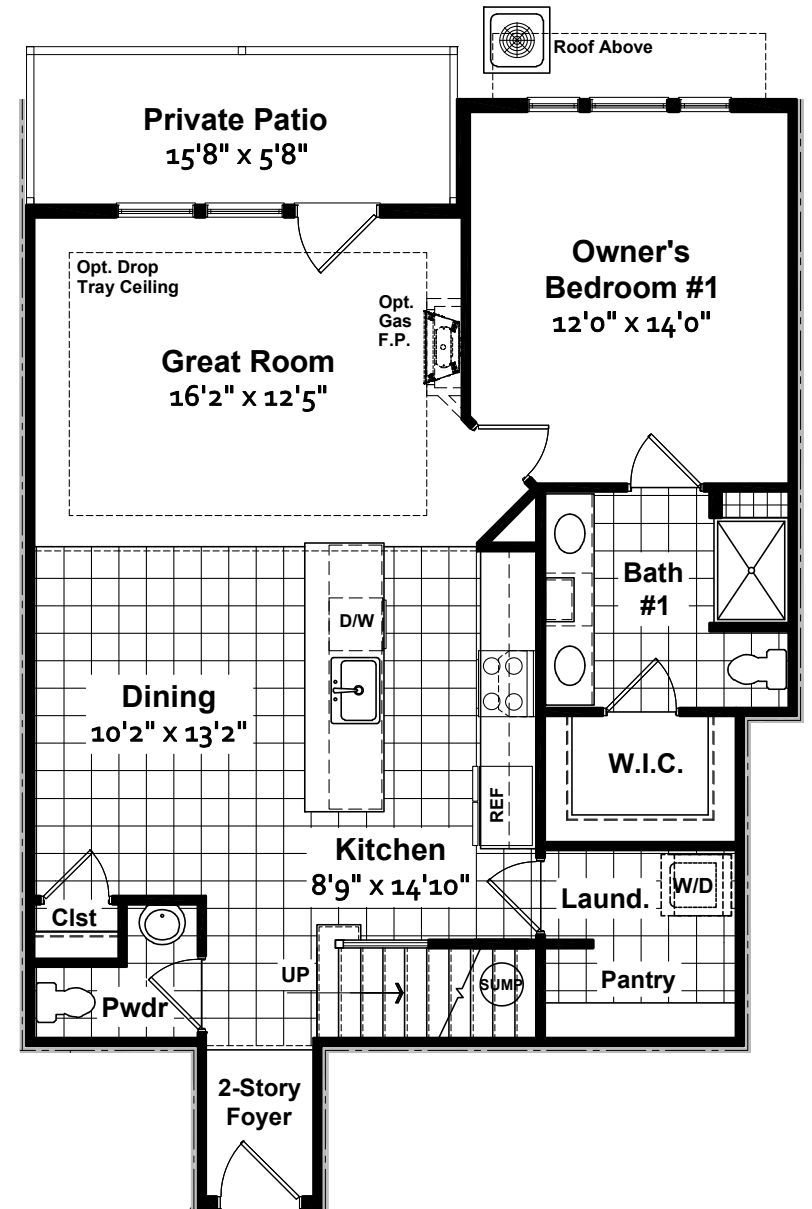 Roof Above
Private Patio
15'8" x 5'8"
Owner's
Bedroom #1
12'0" x 14'0"
Opt. Drop
Tray Ceiling
Opt.
Gas
F.P.
Great Room
16'2" x 12'5"
Bath
#1
D/W
Dining
10'2" x 13'2"
W.I.C.
REF
Kitchen
8'9" x 14'10"
Laund.
W/D
Clst
UP
SUMP
Pantry
Pwdr
2-Story
Foyer